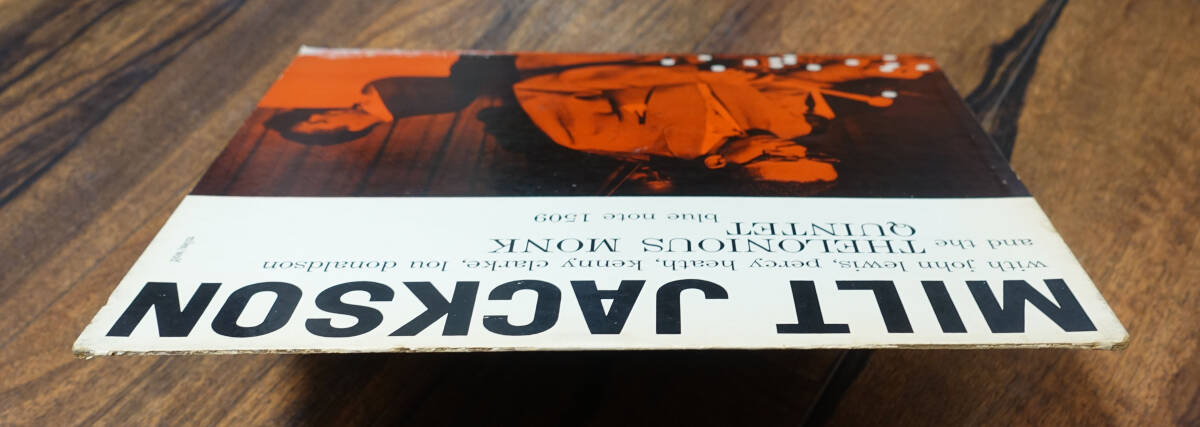 MILT JACKSON
with john lewis, percy heath, kenny clarke, lou donaldson
and the THELONIOUS MONK
QUINTET
blue note 1509